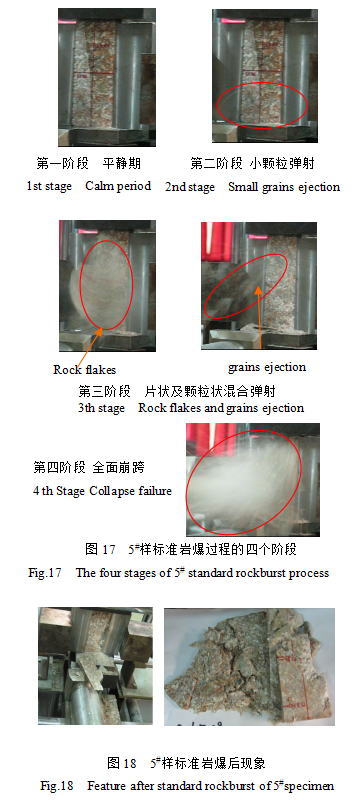 第一阶段 平静期
1st stage Calm period
第二阶段 小颗粒弹射
2nd stage Small grains ejection
Rock flakes
grains ejection
第三阶段 片状及颗粒状混合弹射
3th stage Rock flakes and grains ejection
第四阶段 全面崩垮
4 th Stage Collapse failure
图 17 5#样标准岩爆过程的四个阶段
Fig.17 The four stages of 5# standard rockburst process
图 18 5#样标准岩爆后现象
Fig.18 Feature after standard rockburst of 5#specimen